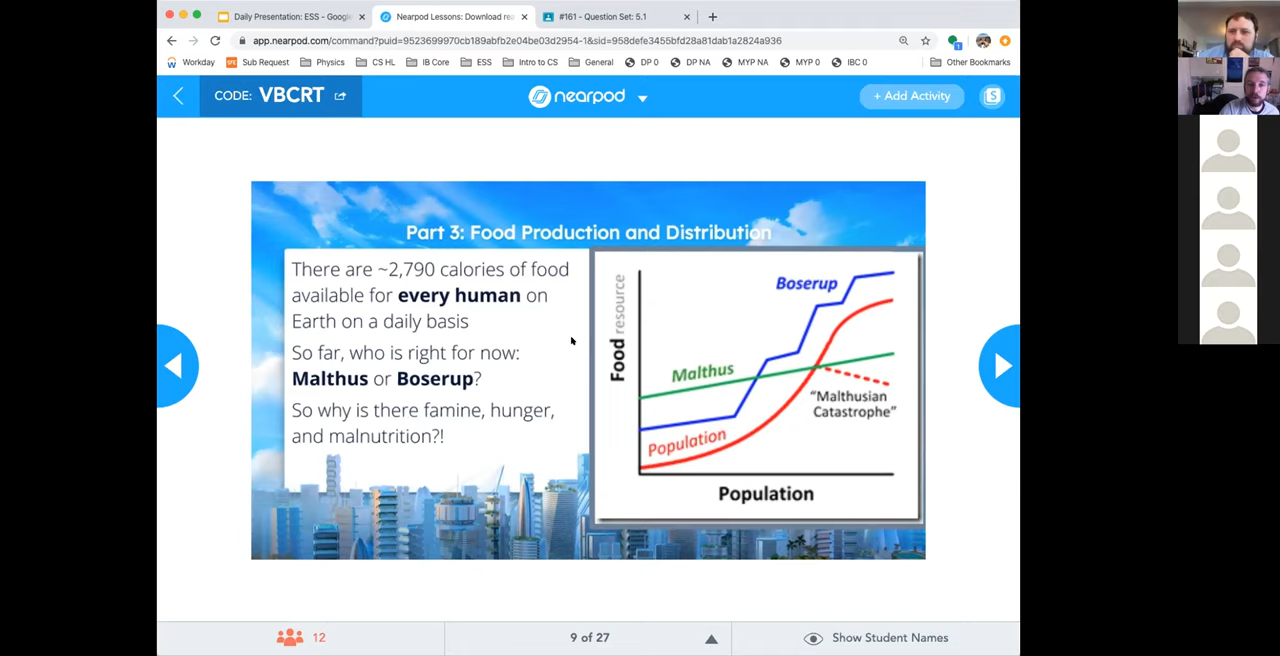 Daily Presentation: ESS - Google
Nearpod Lessons: Download rea
#161 - Question Set: 5.1
app.nearpod.com/command?puid=9523699970cb189abfb2e04be03d2954-1&sid=958defe3455bfd28a81dab1a2824a936
Workday
Sub Request
Physics
CS HL
IB Core
ESS
Intro to CS
General
DP 0
DP NA
MYP NA
MYP 0
IBC 0
Other Bookmarks
CODE: VBCRT
nearpod
+ Add Activity
S
Part 3: Food Production and Distribution
There are ~2,790 calories of food
available for every human on
Earth on a daily basis
So far, who is right for now:
Malthus or Boserup?
So why is there famine, hunger,
and malnutrition?!
Food resource
Boserup
Malthus
"Malthusian
Catastrophe"
Population
Population
12
9 of 27
Show Student Names